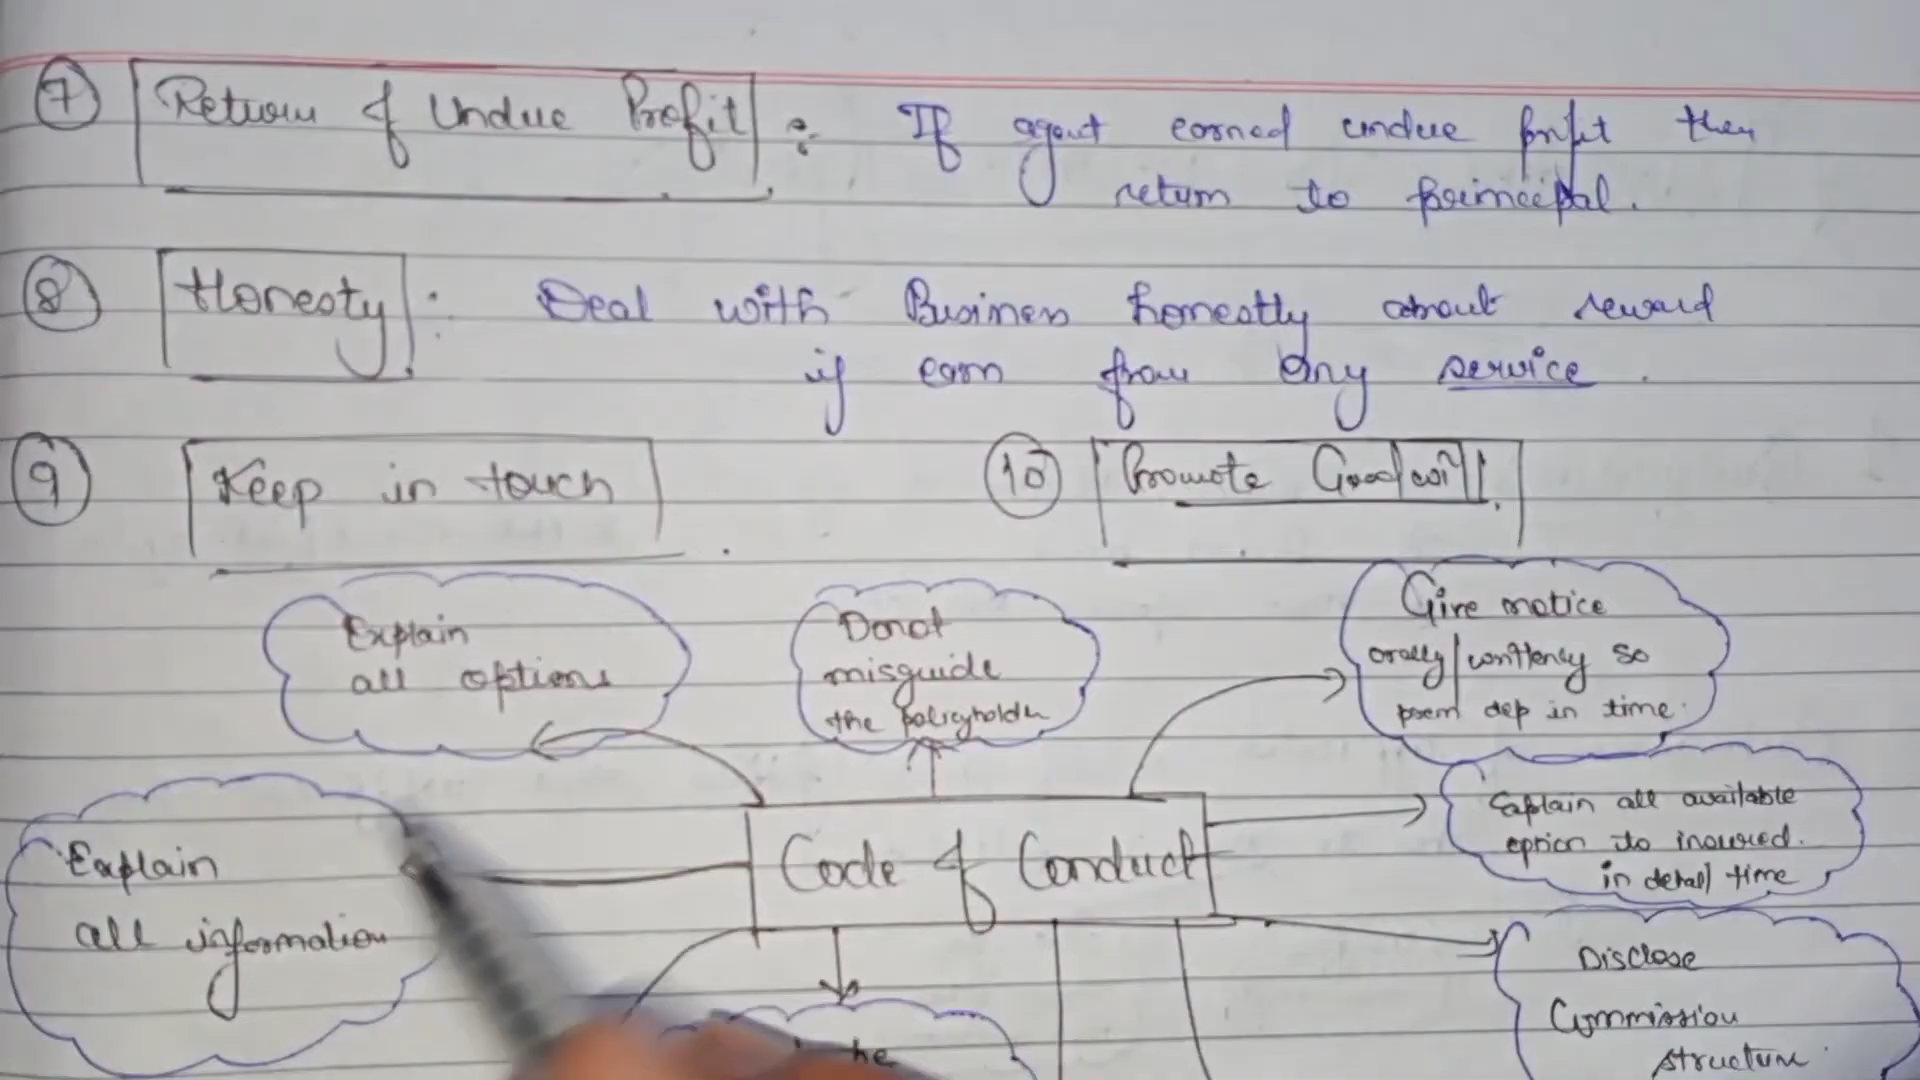 7 Return of Undue Profit :- If agent earned undue profit then
return to principal.
8 Honesty : Deal with Business honestly about reward
if earn from any service.
9 Keep in touch
10 Promote Goodwill
Explain
all options
Donot
misguide
the policyholder
Give notice
orally/writtency so
prem dep in time.
Explain all available
option to insured.
in detail time
Code of Conduct
Explain
all information
Disclose
Commission
structure.